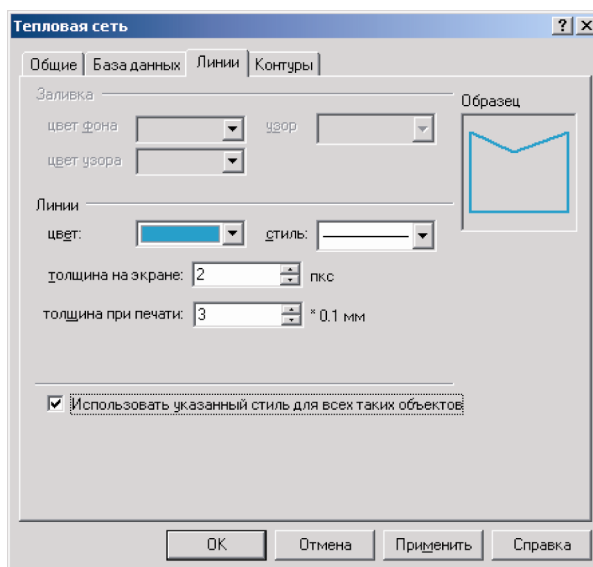 Тепловая сеть
Общие База данных Линии Контуры
Заливка
Образец
цвет фона
узор
цвет узора
Линии
цвет:
стиль:
толщина на экране: 2 пкс
толщина при печати: 3 * 0.1 мм
Использовать указанный стиль для всех таких объектов
OK Отмена Применить Справка